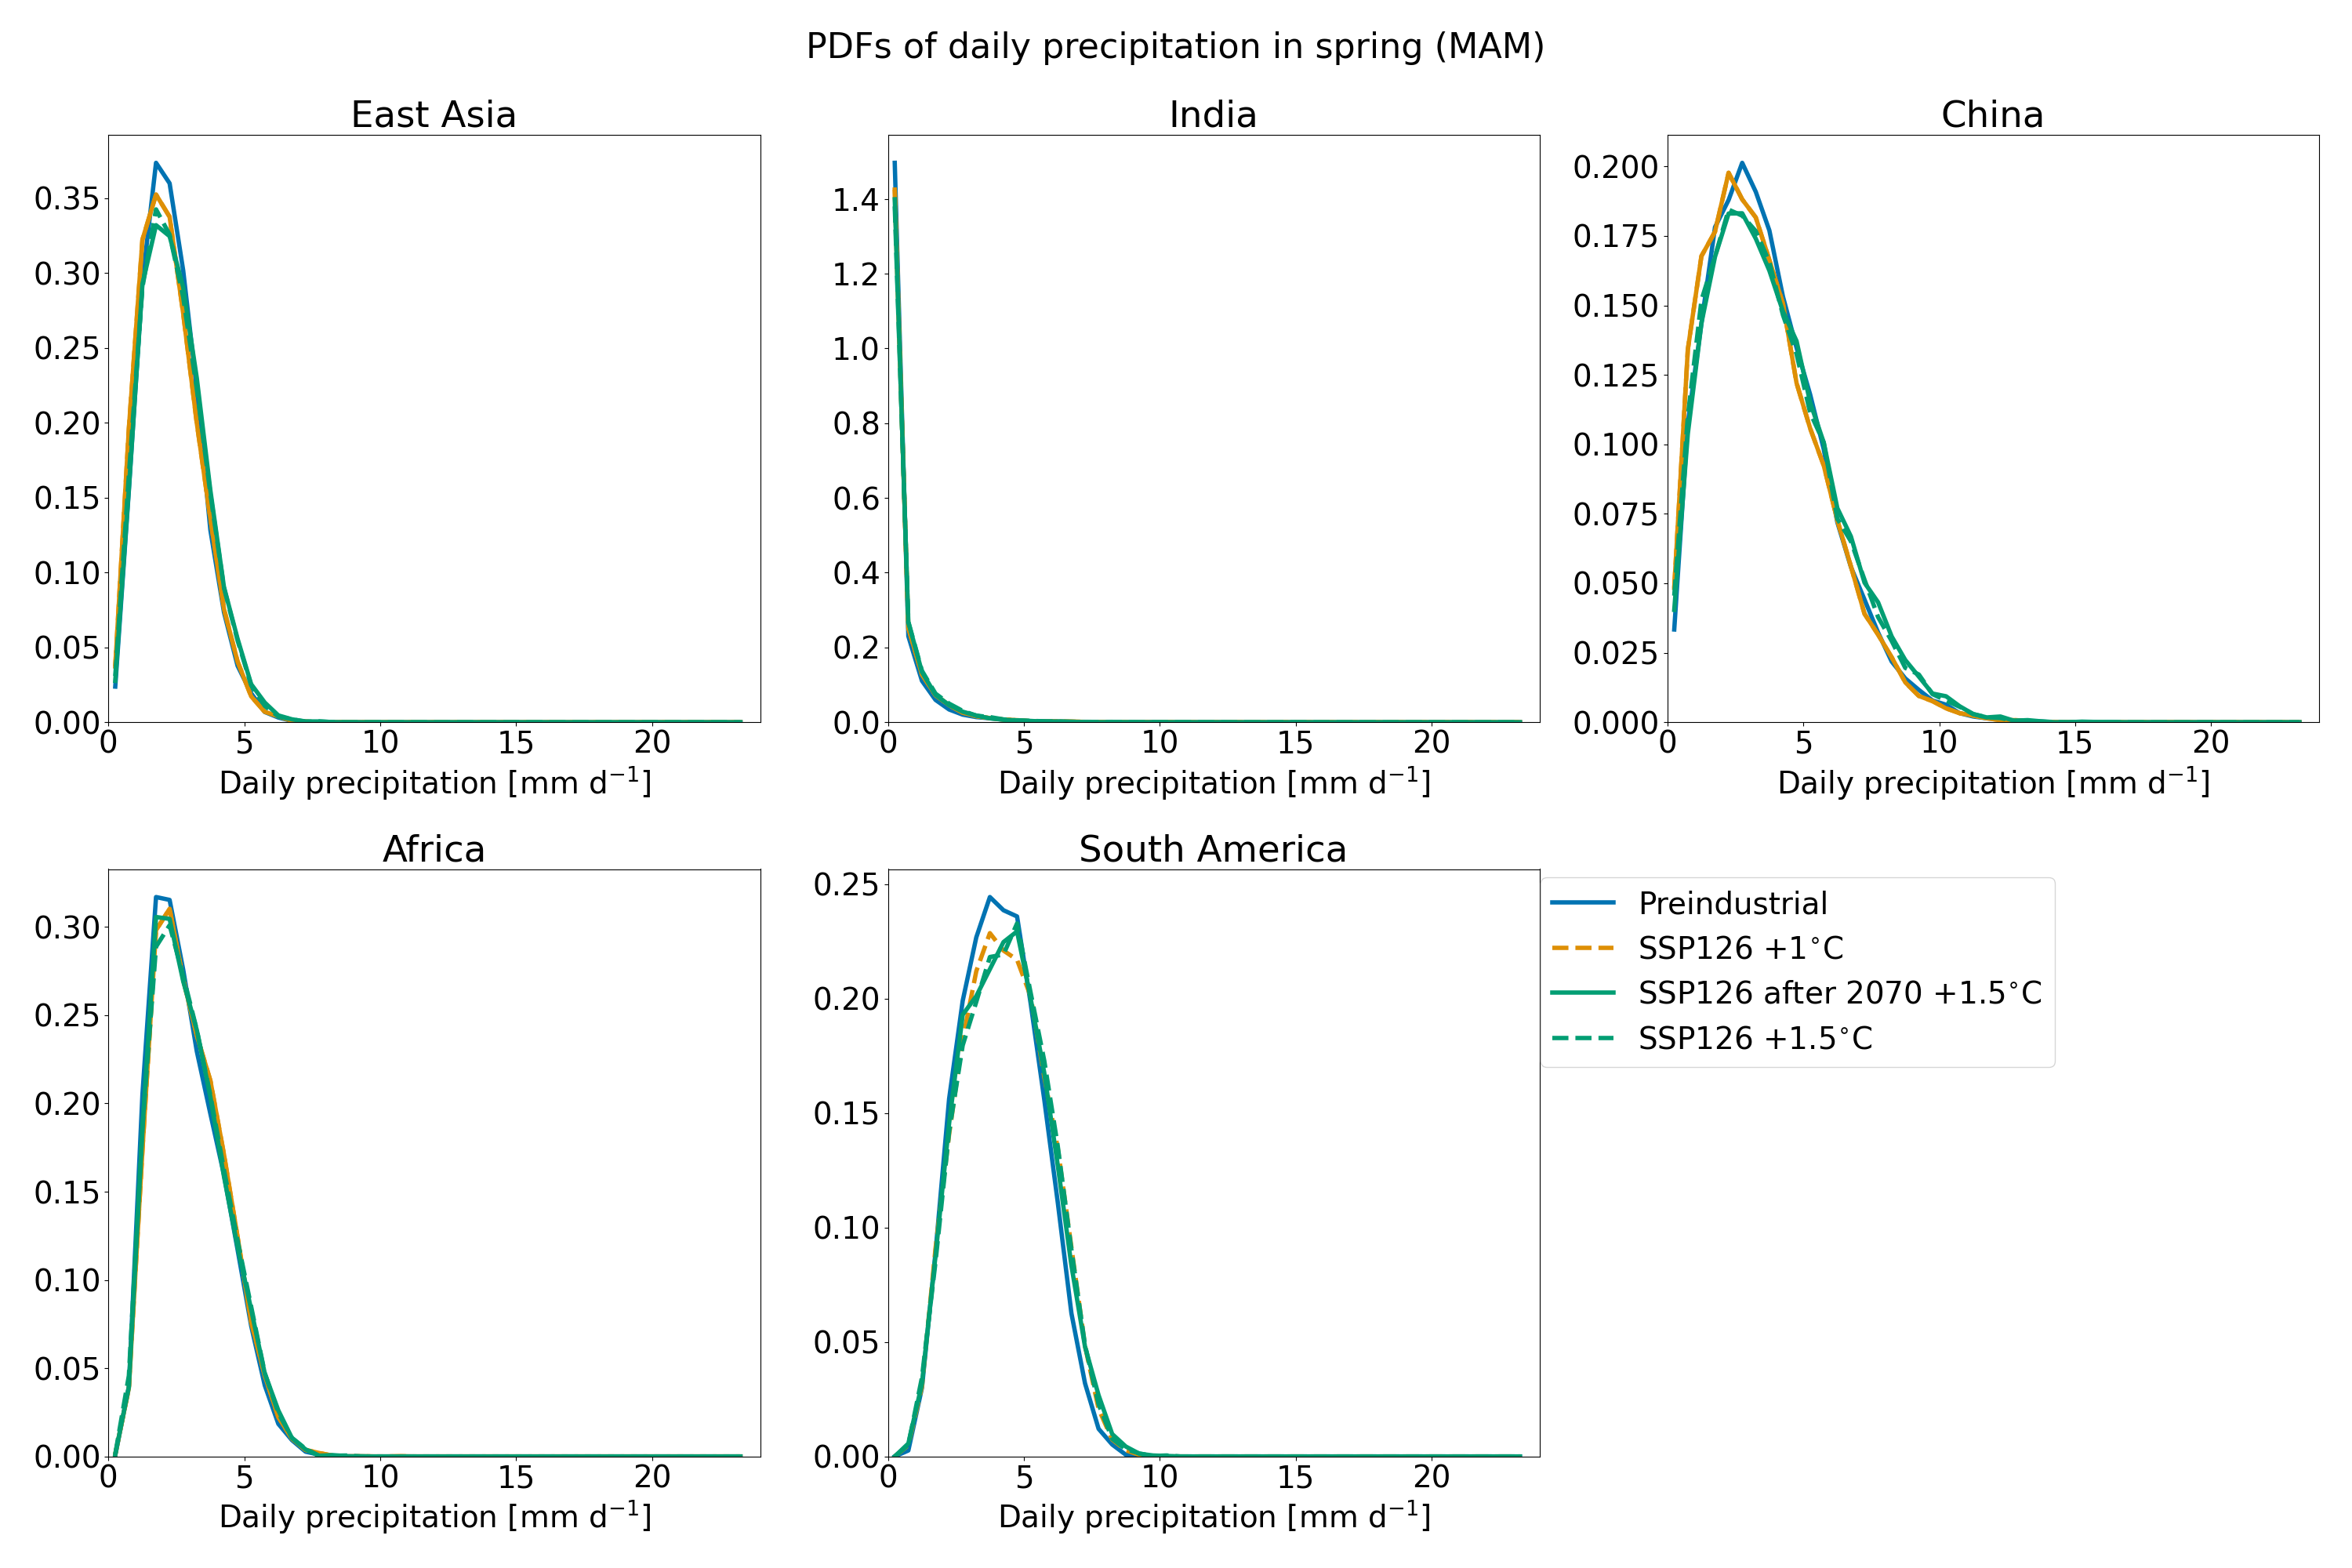 PDFs of daily precipitation in spring (MAM)
East Asia
0.35
0.30
0.25
0.20
0.15
0.10
0.05
0.00
0 5 10 15 20
Daily precipitation [mm d⁻¹]
India
1.4
1.2
1.0
0.8
0.6
0.4
0.2
0.0
0 5 10 15 20
Daily precipitation [mm d⁻¹]
China
0.200
0.175
0.150
0.125
0.100
0.075
0.050
0.025
0.000
0 5 10 15 20
Daily precipitation [mm d⁻¹]
Africa
0.30
0.25
0.20
0.15
0.10
0.05
0.00
0 5 10 15 20
Daily precipitation [mm d⁻¹]
South America
0.25
0.20
0.15
0.10
0.05
0.00
0 5 10 15 20
Daily precipitation [mm d⁻¹]
Preindustrial
SSP126 +1°C
SSP126 after 2070 +1.5°C
SSP126 +1.5°C